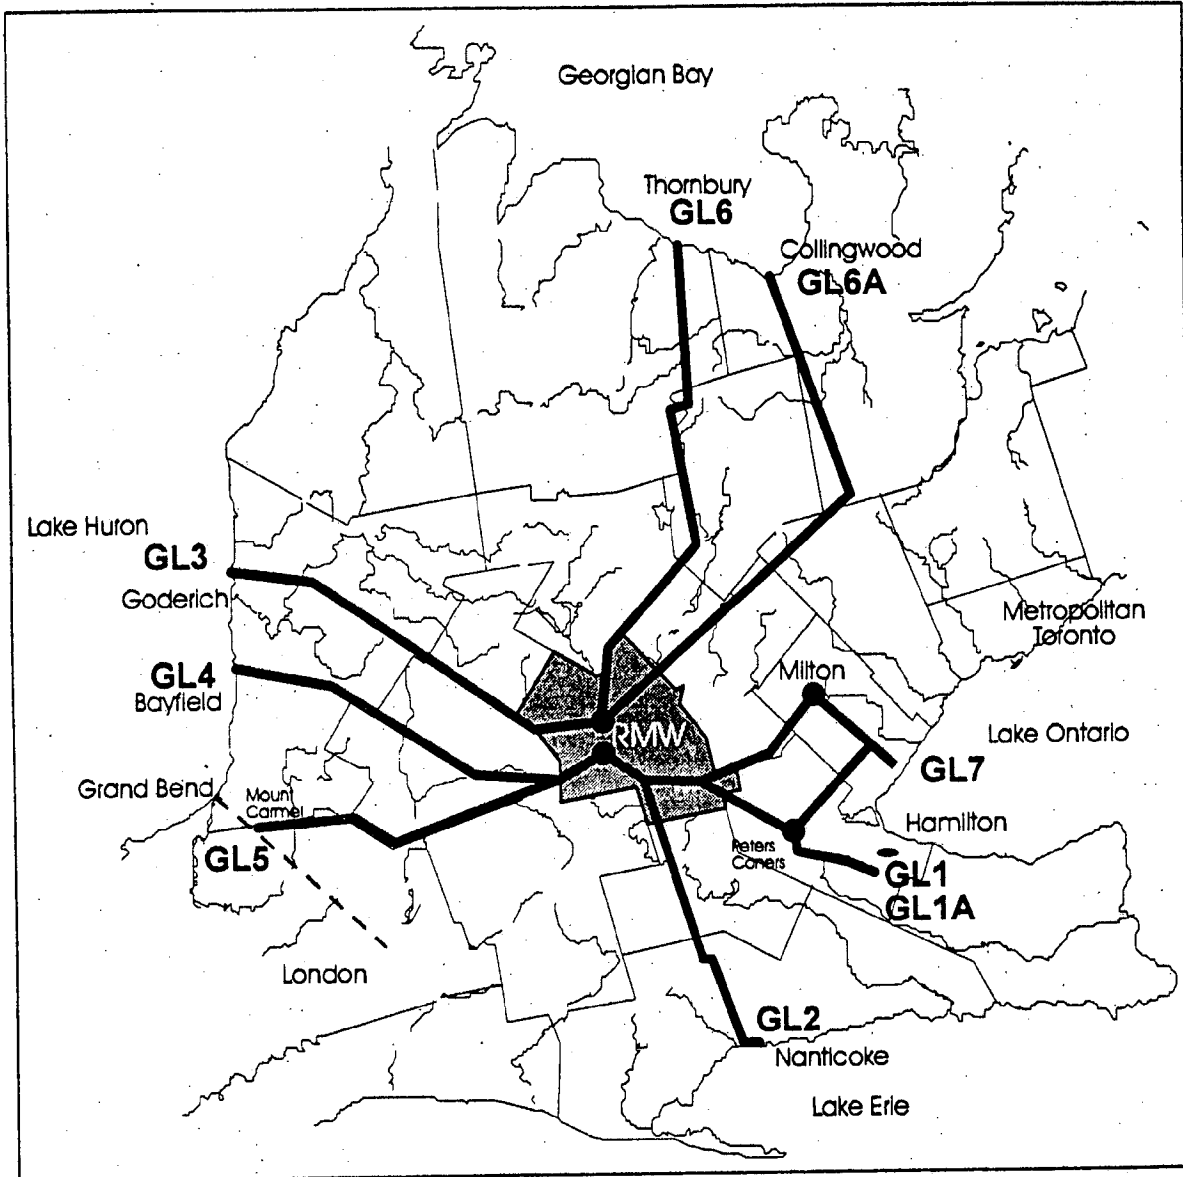 Georgian Bay
Thornbury
GL6
Collingwood
GL6A
Lake Huron
GL3
Goderich
Metropolitan
Toronto
GL4
Bayfield
Milton
RMW
Lake Ontario
GL7
Grand Bend
Mount
Carmel
Hamilton
GL5
Peters
Corners
GL1
GL1A
London
GL2
Nanticoke
Lake Erie